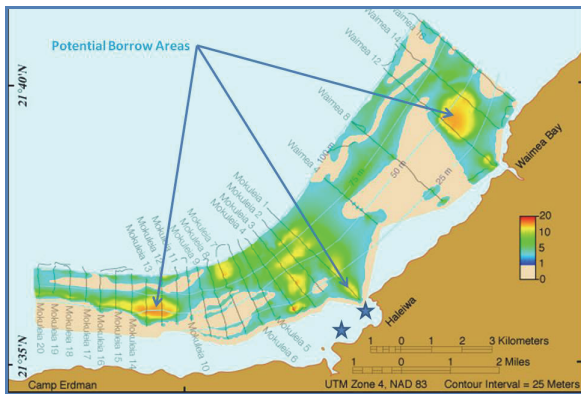 Potential Borrow Areas
Waimea 16
Waimea 14
Waimea 12
21°40'
Waimea 8
Waimea 4
100 m
75 m
50 m
25 m
Waimea Bay
Mokuleia 1
Mokuleia 2
Mokuleia 3
Mokuleia 4
Mokuleia 7
Mokuleia 8
Mokuleia 9
Mokuleia 11
Mokuleia 12
Mokuleia 13
20
10
5
1
0
Haleiwa
Mokuleia 20
Mokuleia 19
Mokuleia 18
Mokuleia 17
Mokuleia 16
Mokuleia 15
Mokuleia 14
Mokuleia 10
Mokuleia 6
Mokuleia 5
21°35'
1 0 1 2 3 Kilometers
1 0 1 2 Miles
Camp Erdman
UTM Zone 4, NAD 83
Contour Interval = 25 Meters